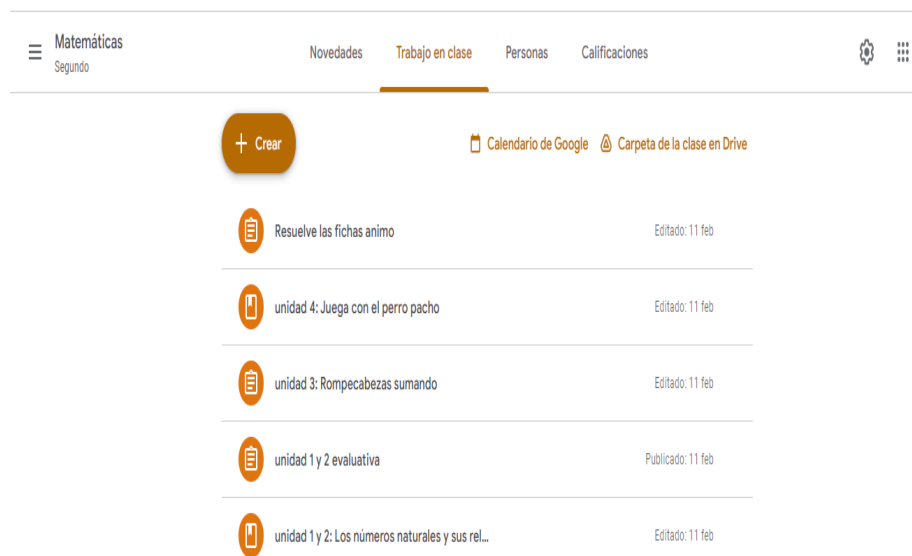 Matemáticas
Segundo
Novedades
Trabajo en clase
Personas
Calificaciones
Crear
Calendario de Google
Carpeta de la clase en Drive
Resuelve las fichas animo
Editado: 11 feb
unidad 4: Juega con el perro pacho
Editado: 11 feb
unidad 3: Rompecabezas sumando
Editado: 11 feb
unidad 1 y 2 evaluativa
Publicado: 11 feb
unidad 1 y 2: Los números naturales y sus rel...
Editado: 11 feb